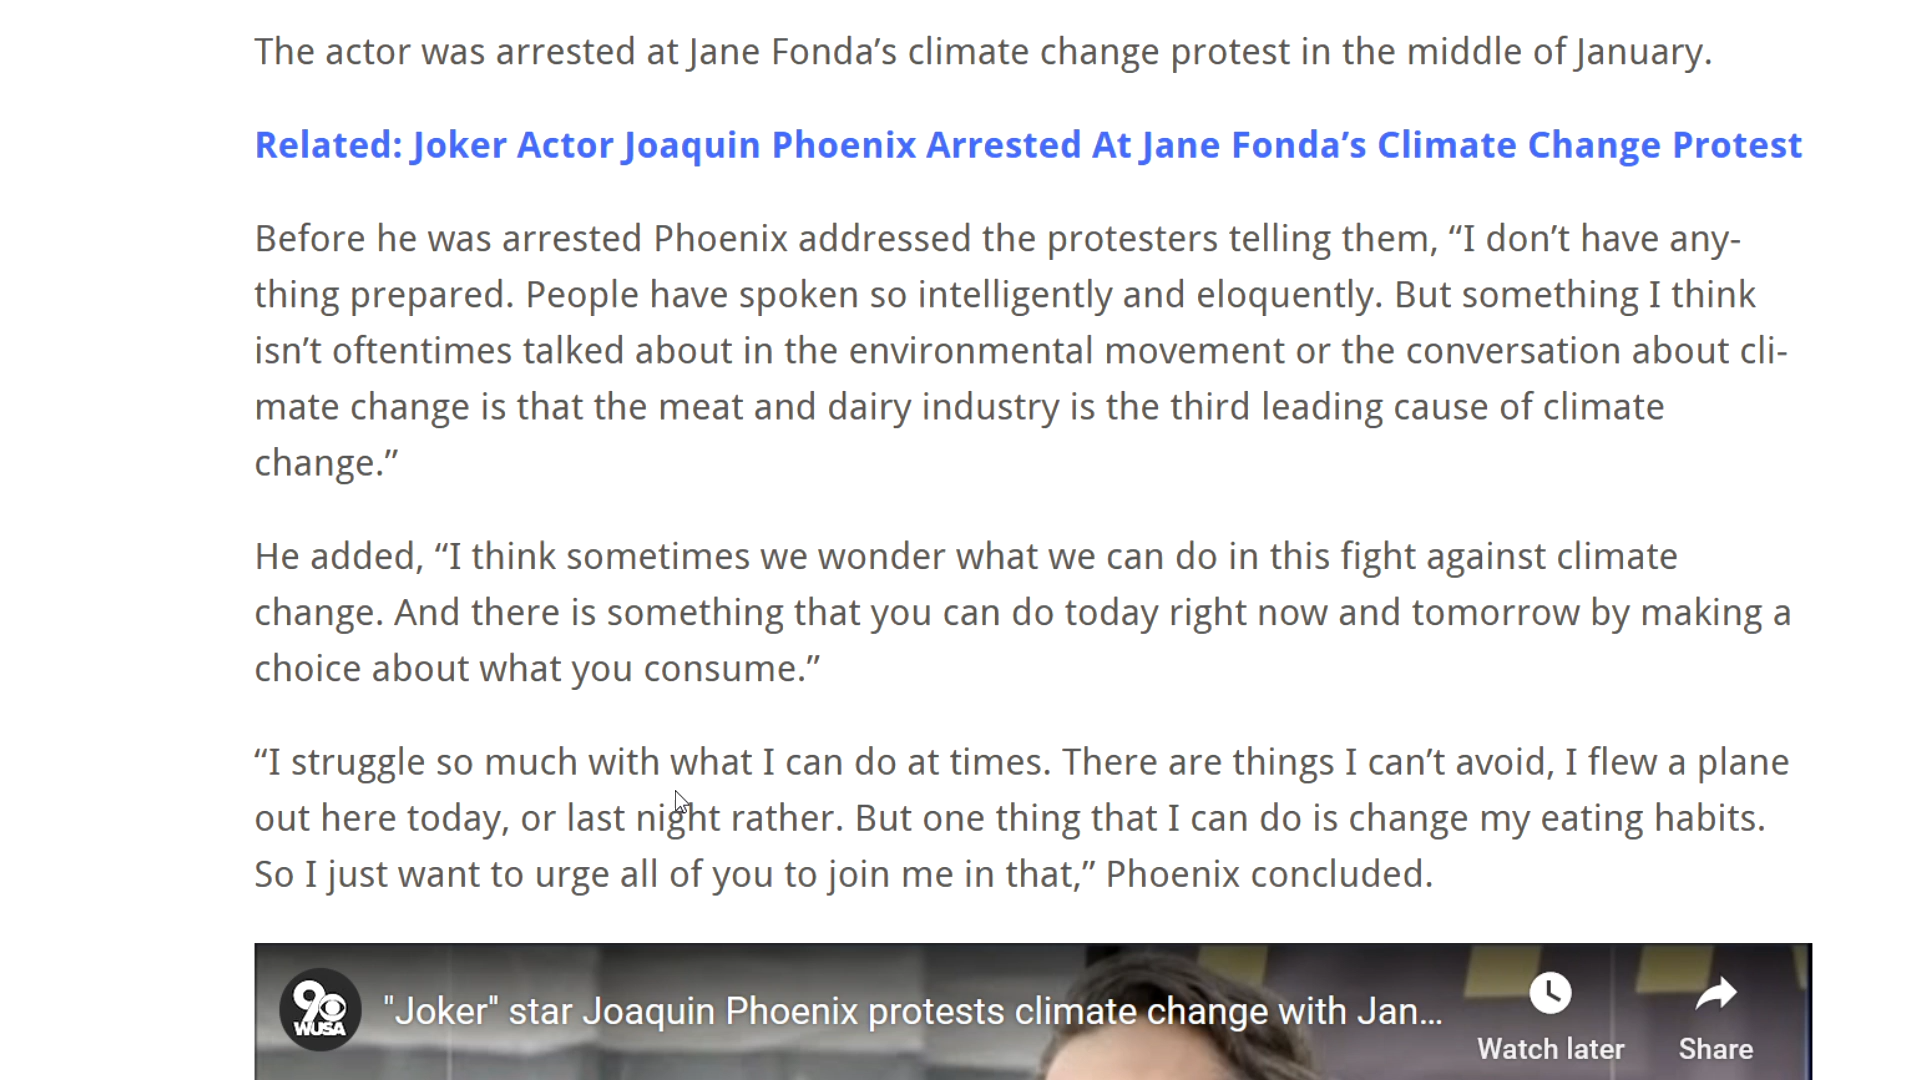 The actor was arrested at Jane Fonda’s climate change protest in the middle of January.
Related: Joker Actor Joaquin Phoenix Arrested At Jane Fonda’s Climate Change Protest
Before he was arrested Phoenix addressed the protesters telling them, “I don’t have any-
thing prepared. People have spoken so intelligently and eloquently. But something I think
isn’t oftentimes talked about in the environmental movement or the conversation about cli-
mate change is that the meat and dairy industry is the third leading cause of climate
change.”
He added, “I think sometimes we wonder what we can do in this fight against climate
change. And there is something that you can do today right now and tomorrow by making a
choice about what you consume.”
“I struggle so much with what I can do at times. There are things I can’t avoid, I flew a plane
out here today, or last night rather. But one thing that I can do is change my eating habits.
So I just want to urge all of you to join me in that,” Phoenix concluded.
9 WUSA
"Joker" star Joaquin Phoenix protests climate change with Jan...
Watch later
Share